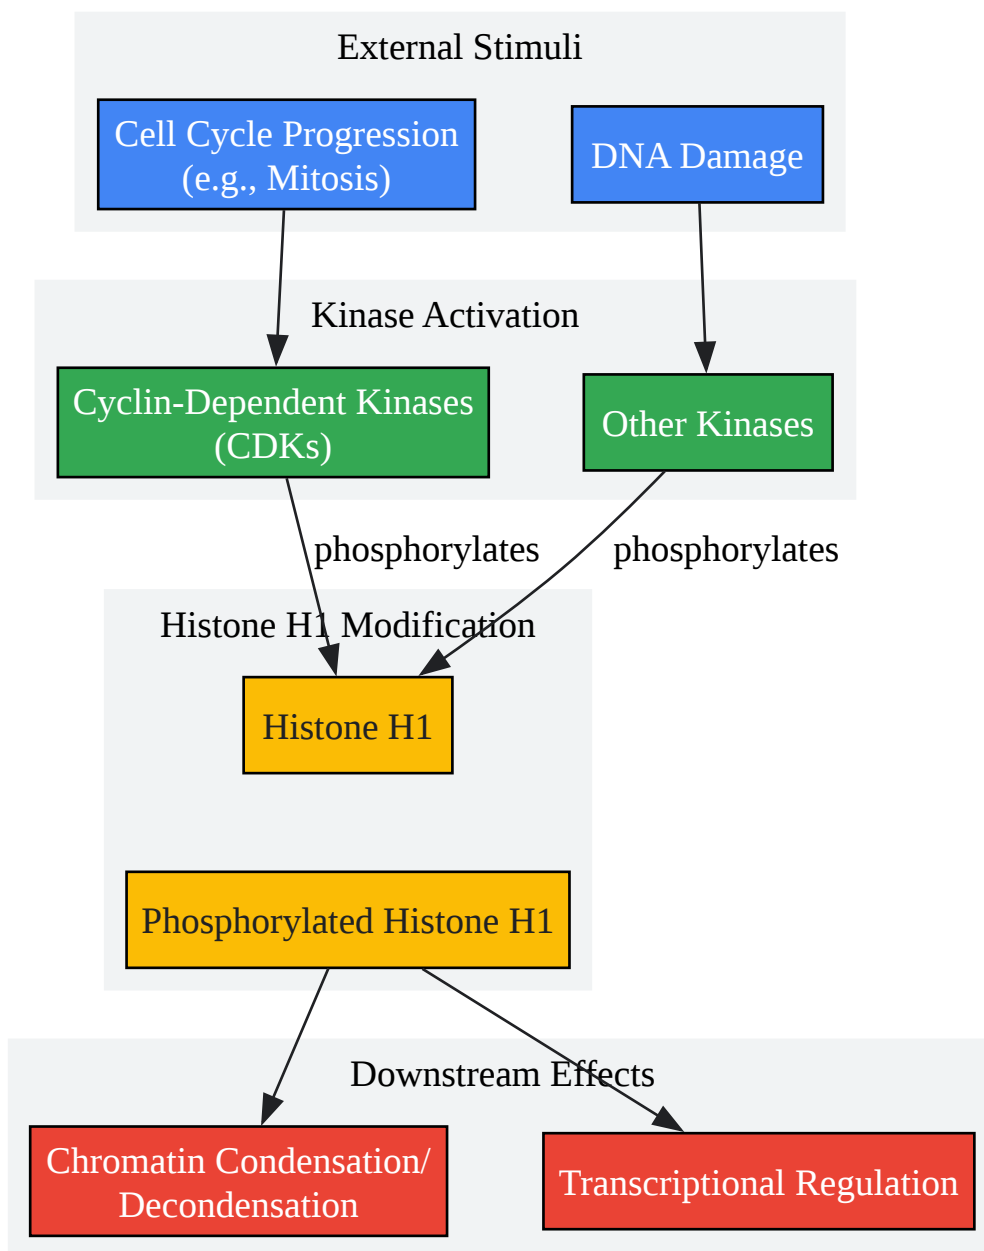 External Stimuli
Cell Cycle Progression
(e.g., Mitosis)
DNA Damage
Kinase Activation
Cyclin-Dependent Kinases
(CDKs)
Other Kinases
phosphorylates
phosphorylates
Histone H1 Modification
Histone H1
Phosphorylated Histone H1
Downstream Effects
Chromatin Condensation/
Decondensation
Transcriptional Regulation